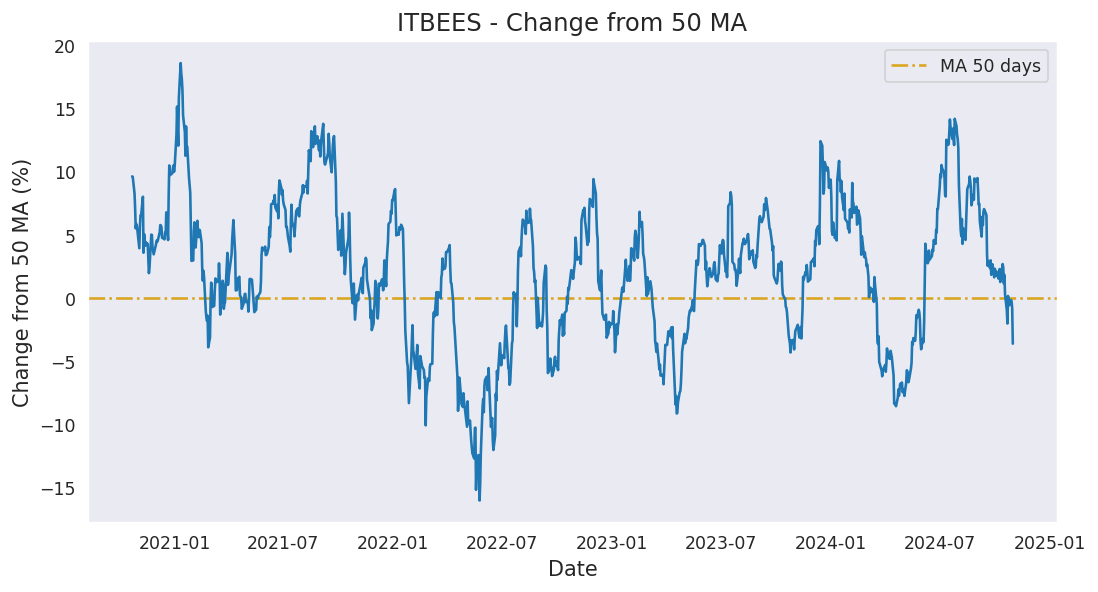 ITBEES - Change from 50 MA
MA 50 days
Change from 50 MA (%)
20
15
10
5
0
−5
−10
−15
2021-01 2021-07 2022-01 2022-07 2023-01 2023-07 2024-01 2024-07 2025-01
Date